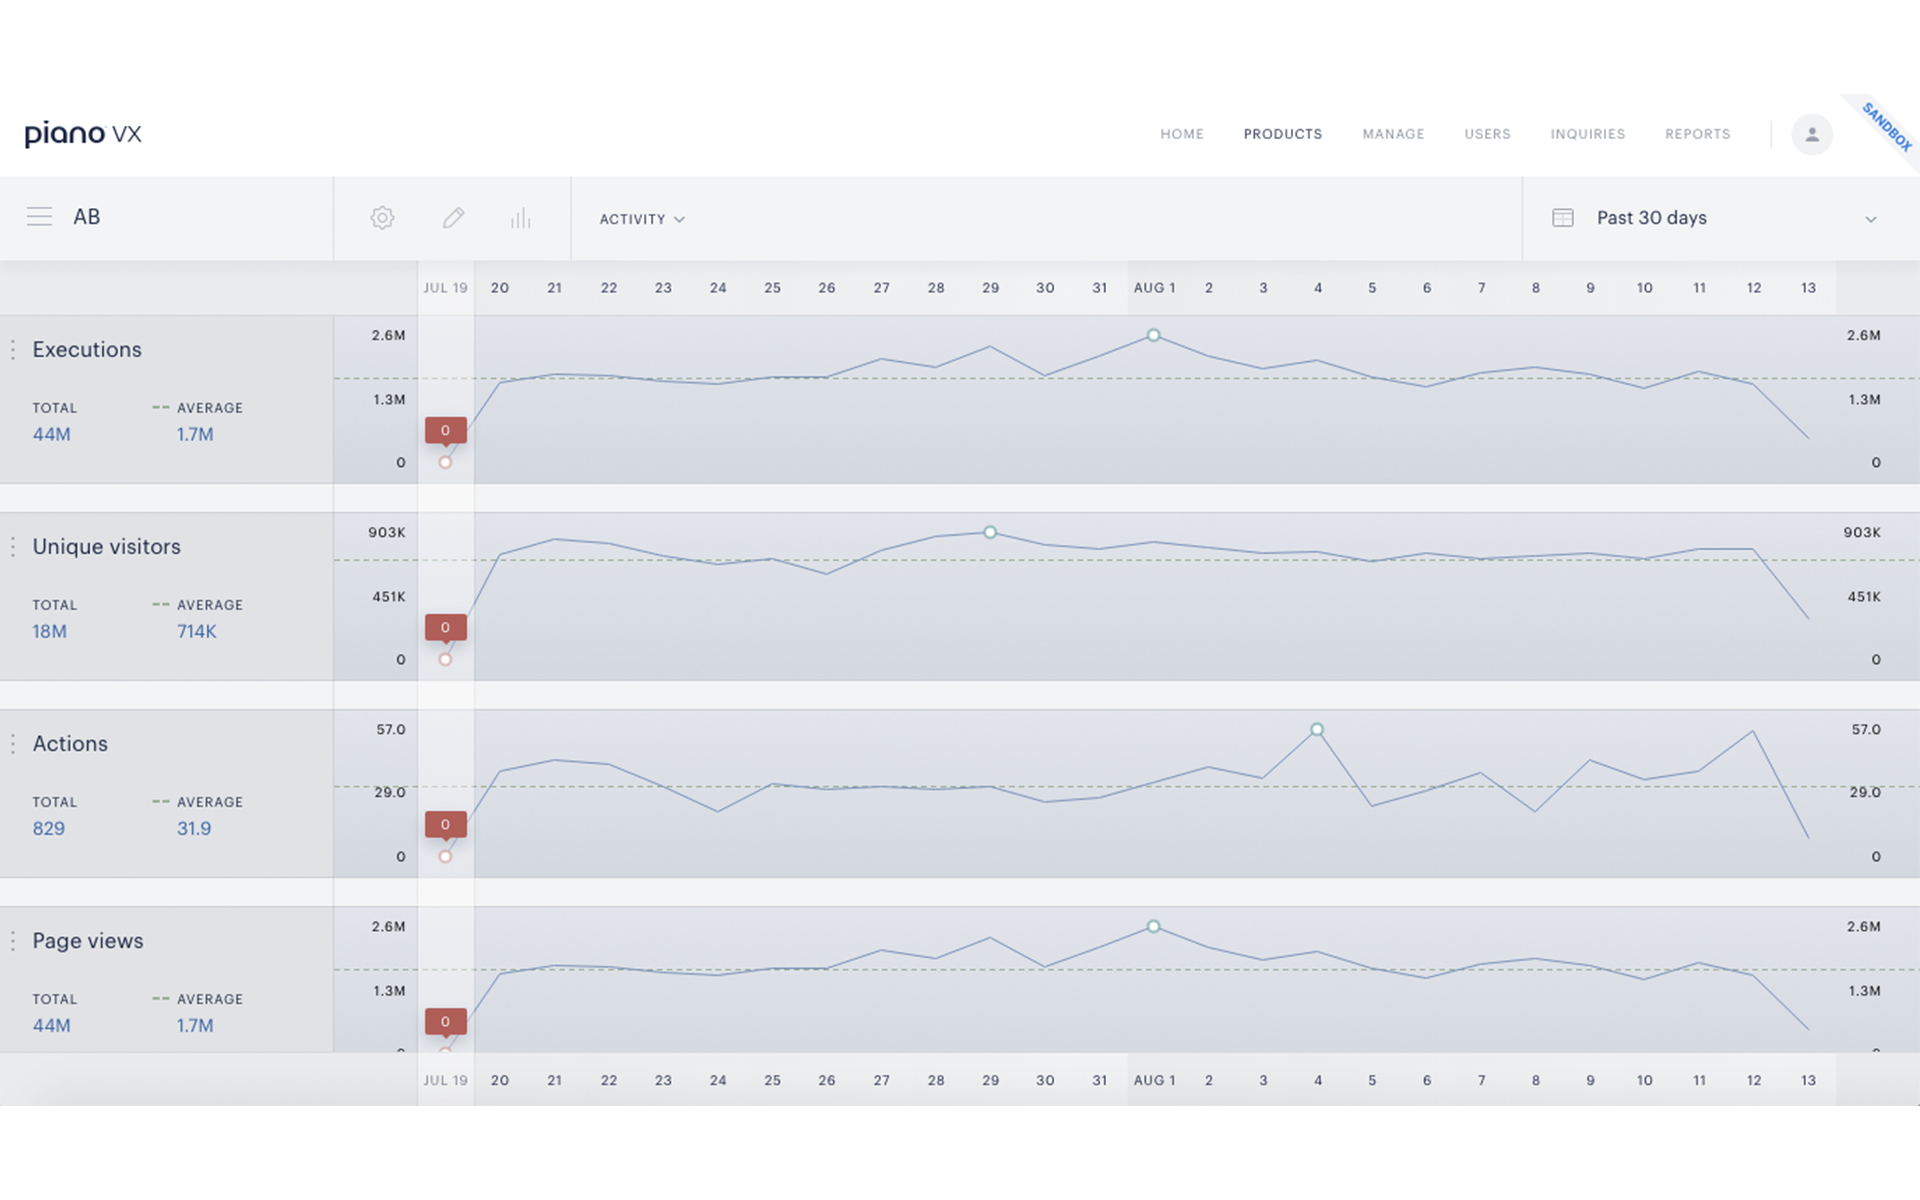 piano VX
HOME PRODUCTS MANAGE USERS INQUIRIES REPORTS
SANDBOX
AB
ACTIVITY
Past 30 days
JUL 19 20 21 22 23 24 25 26 27 28 29 30 31 AUG 1 2 3 4 5 6 7 8 9 10 11 12 13
Executions
TOTAL -- AVERAGE
44M 1.7M
2.6M
1.3M
0
0
2.6M
1.3M
0
Unique visitors
TOTAL -- AVERAGE
18M 714K
903K
451K
0
0
903K
451K
0
Actions
TOTAL -- AVERAGE
829 31.9
57.0
29.0
0
0
57.0
29.0
0
Page views
TOTAL -- AVERAGE
44M 1.7M
2.6M
1.3M
0
2.6M
1.3M
JUL 19 20 21 22 23 24 25 26 27 28 29 30 31 AUG 1 2 3 4 5 6 7 8 9 10 11 12 13